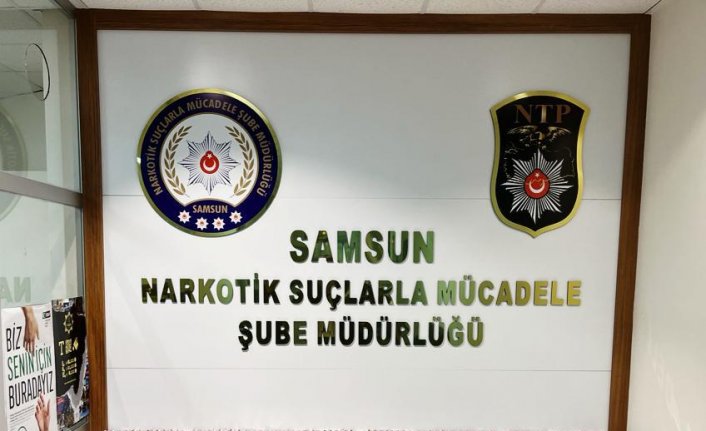 NARKOTİK SUÇLARLA MÜCADELE ŞUBE MÜDÜRLÜĞÜ
SAMSUN
NTP
SAMSUN
NARKOTİK SUÇLARLA MÜCADELE
ŞUBE MÜDÜRLÜĞÜ
BİZ
SENİN İÇİN
BURADAYIZ